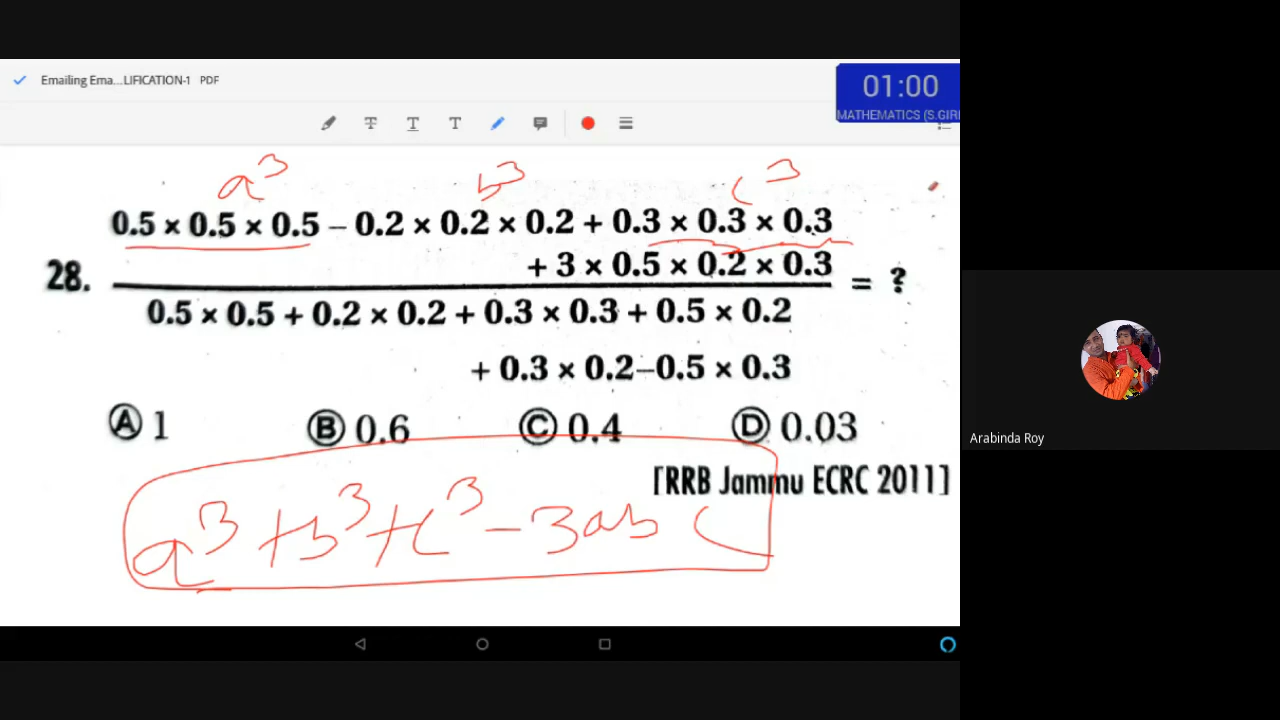 Emailing Ema...LIFICATION-1 PDF
01:00
MATHEMATICS (S.GIRI
T T T
a³ b³ c³
0.5 × 0.5 × 0.5 – 0.2 × 0.2 × 0.2 + 0.3 × 0.3 × 0.3
+ 3 × 0.5 × 0.2 × 0.3
28. = ?
0.5 × 0.5 + 0.2 × 0.2 + 0.3 × 0.3 + 0.5 × 0.2
+ 0.3 × 0.2–0.5 × 0.3
Ⓐ 1 Ⓑ 0.6 Ⓒ 0.4 Ⓓ 0.03
[RRB Jammu ECRC 2011]
a³ + b³ + c³ – 3abc
Arabinda Roy